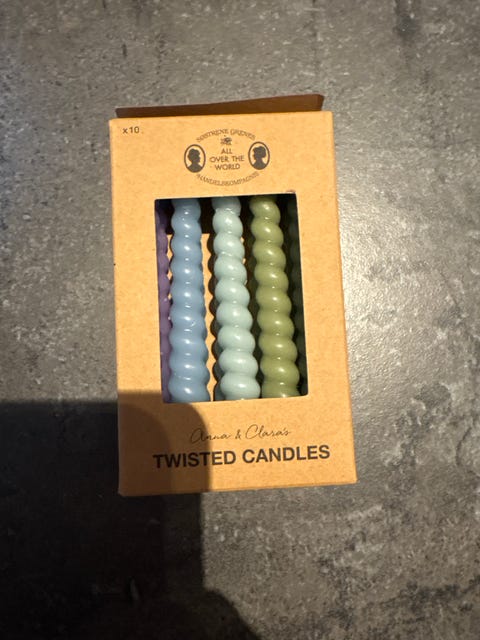 x10
SØSTRENE GRENES
ALL
OVER THE
WORLD
HANDELSKOMPAGNI
Anna & Clara's
TWISTED CANDLES